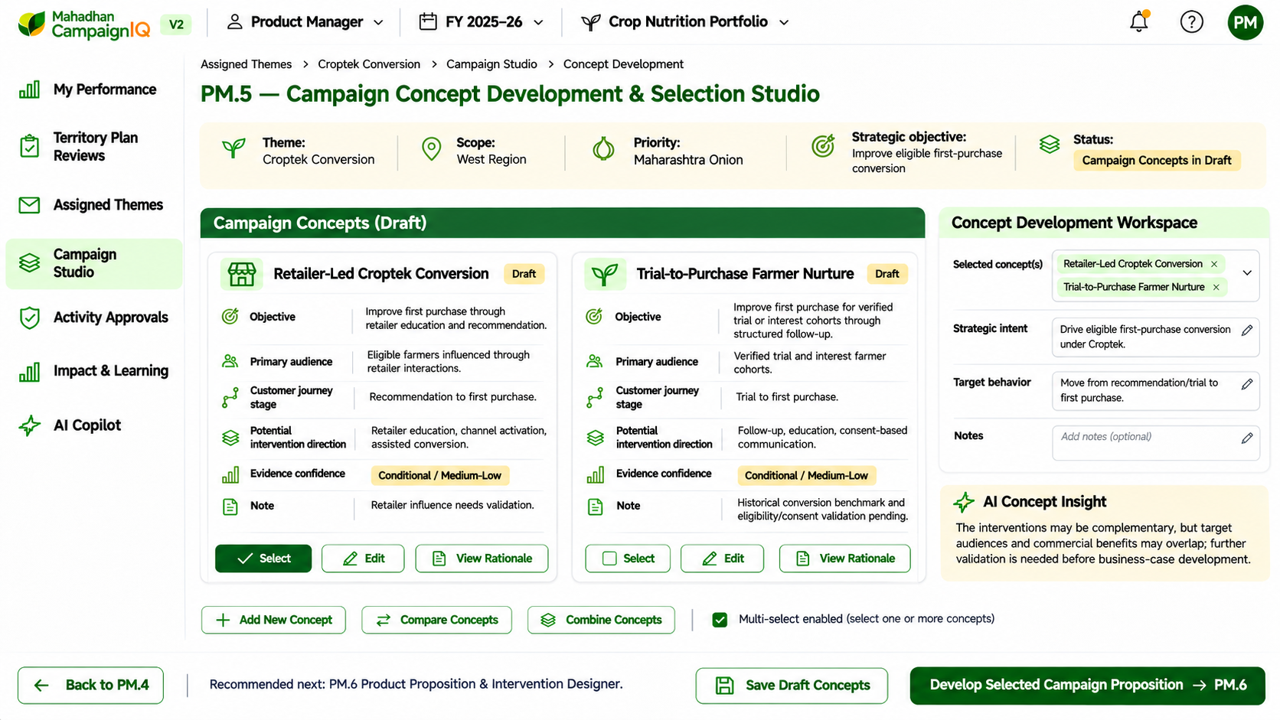 Mahadhan
CampaignIQ
V2
Product Manager
FY 2025–26
Crop Nutrition Portfolio
?
PM
My Performance
Territory Plan
Reviews
Assigned Themes
Campaign
Studio
Activity Approvals
Impact & Learning
AI Copilot
Assigned Themes > Croptek Conversion > Campaign Studio > Concept Development
PM.5 — Campaign Concept Development & Selection Studio
Theme:
Croptek Conversion
Scope:
West Region
Priority:
Maharashtra Onion
Strategic objective:
Improve eligible first-purchase
conversion
Status:
Campaign Concepts in Draft
Campaign Concepts (Draft)
Retailer-Led Croptek Conversion
Draft
Objective
Improve first purchase through
retailer education and recommendation.
Primary audience
Eligible farmers influenced through
retailer interactions.
Customer journey
stage
Recommendation to first purchase.
Potential
intervention direction
Retailer education, channel activation,
assisted conversion.
Evidence confidence
Conditional / Medium-Low
Note
Retailer influence needs validation.
Select
Edit
View Rationale
Trial-to-Purchase Farmer Nurture
Draft
Objective
Improve first purchase for verified
trial or interest cohorts through
structured follow-up.
Primary audience
Verified trial and interest farmer
cohorts.
Customer journey
stage
Trial to first purchase.
Potential
intervention direction
Follow-up, education, consent-based
communication.
Evidence confidence
Conditional / Medium-Low
Note
Historical conversion benchmark and
eligibility/consent validation pending.
Select
Edit
View Rationale
Concept Development Workspace
Selected concept(s)
Retailer-Led Croptek Conversion ×
Trial-to-Purchase Farmer Nurture ×
Strategic intent
Drive eligible first-purchase conversion
under Croptek.
Target behavior
Move from recommendation/trial to
first purchase.
Notes
Add notes (optional)
AI Concept Insight
The interventions may be complementary, but target
audiences and commercial benefits may overlap; further
validation is needed before business-case development.
Add New Concept
Compare Concepts
Combine Concepts
Multi-select enabled (select one or more concepts)
← Back to PM.4
Recommended next: PM.6 Product Proposition & Intervention Designer.
Save Draft Concepts
Develop Selected Campaign Proposition → PM.6